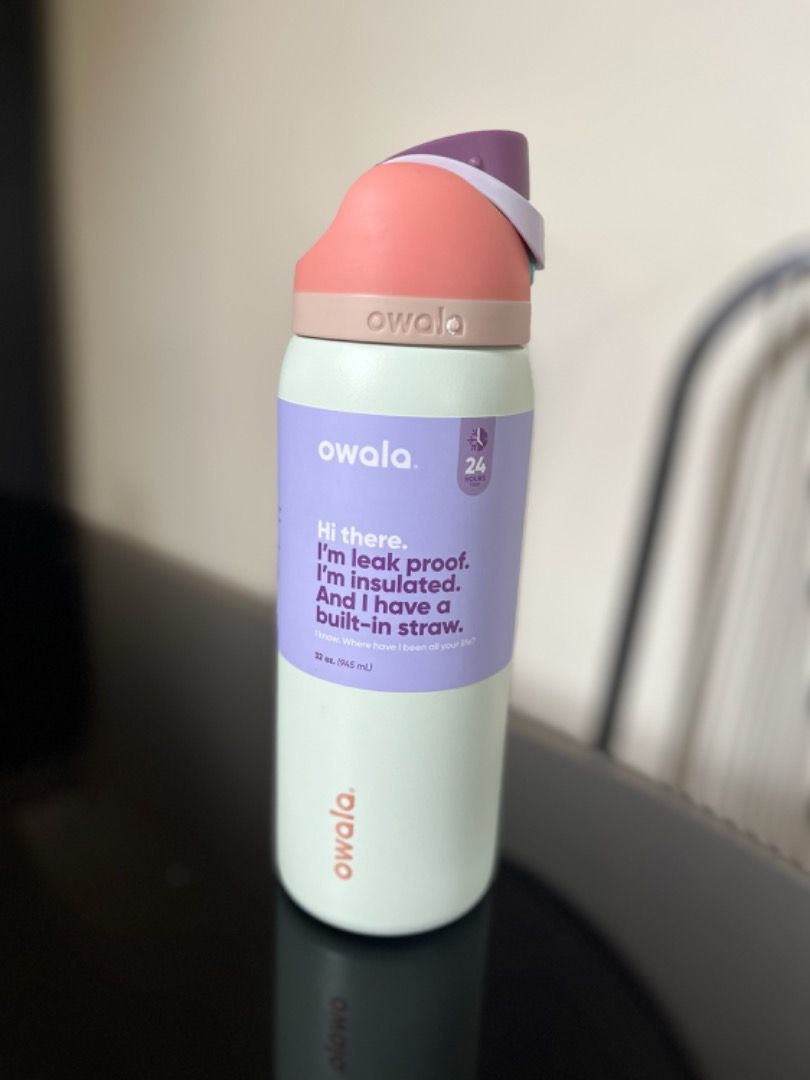 owala
owala.
24
HOURS
COLD
Hi there.
I'm leak proof.
I'm insulated.
And I have a
built-in straw.
I know. Where have I been all your life?
32 oz. (945 mL)
owala.